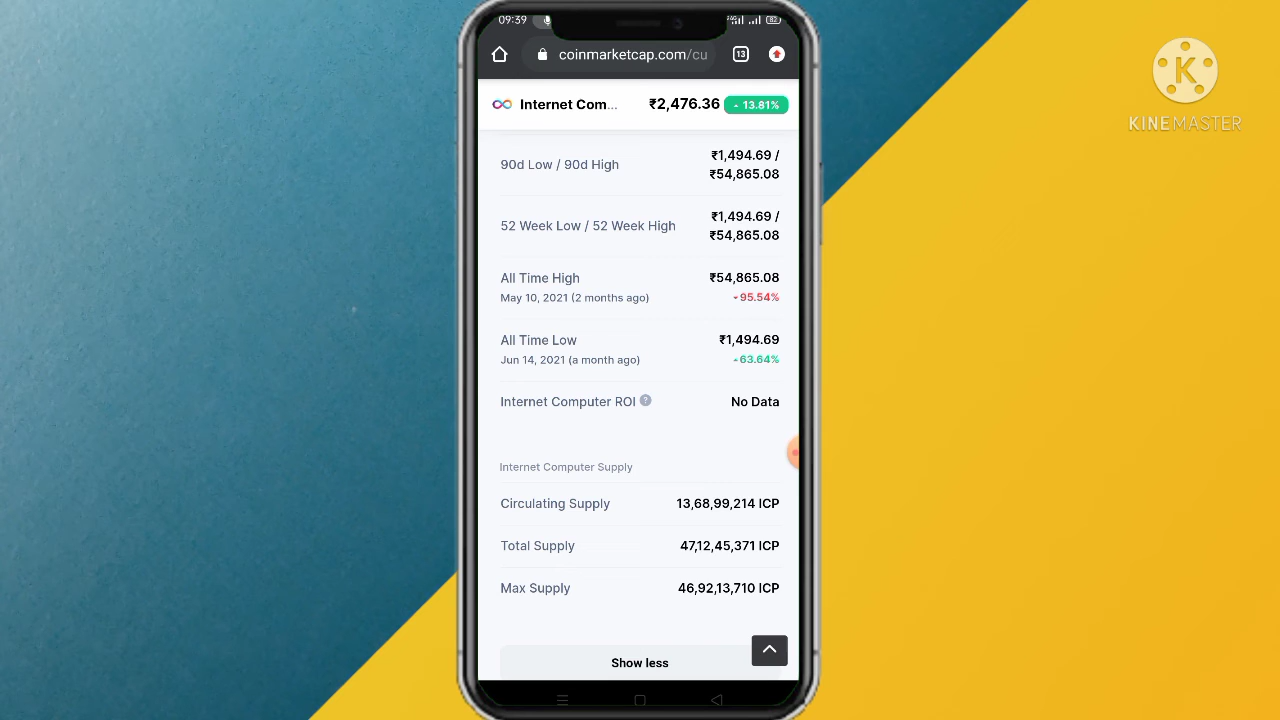 09:39
82
coinmarketcap.com/cu
13
Internet Com... ₹2,476.36 13.81%
90d Low / 90d High ₹1,494.69 /
₹54,865.08
52 Week Low / 52 Week High ₹1,494.69 /
₹54,865.08
All Time High ₹54,865.08
May 10, 2021 (2 months ago) 95.54%
All Time Low ₹1,494.69
Jun 14, 2021 (a month ago) 63.64%
Internet Computer ROI ? No Data
Internet Computer Supply
Circulating Supply 13,68,99,214 ICP
Total Supply 47,12,45,371 ICP
Max Supply 46,92,13,710 ICP
Show less
K
KINEMASTER